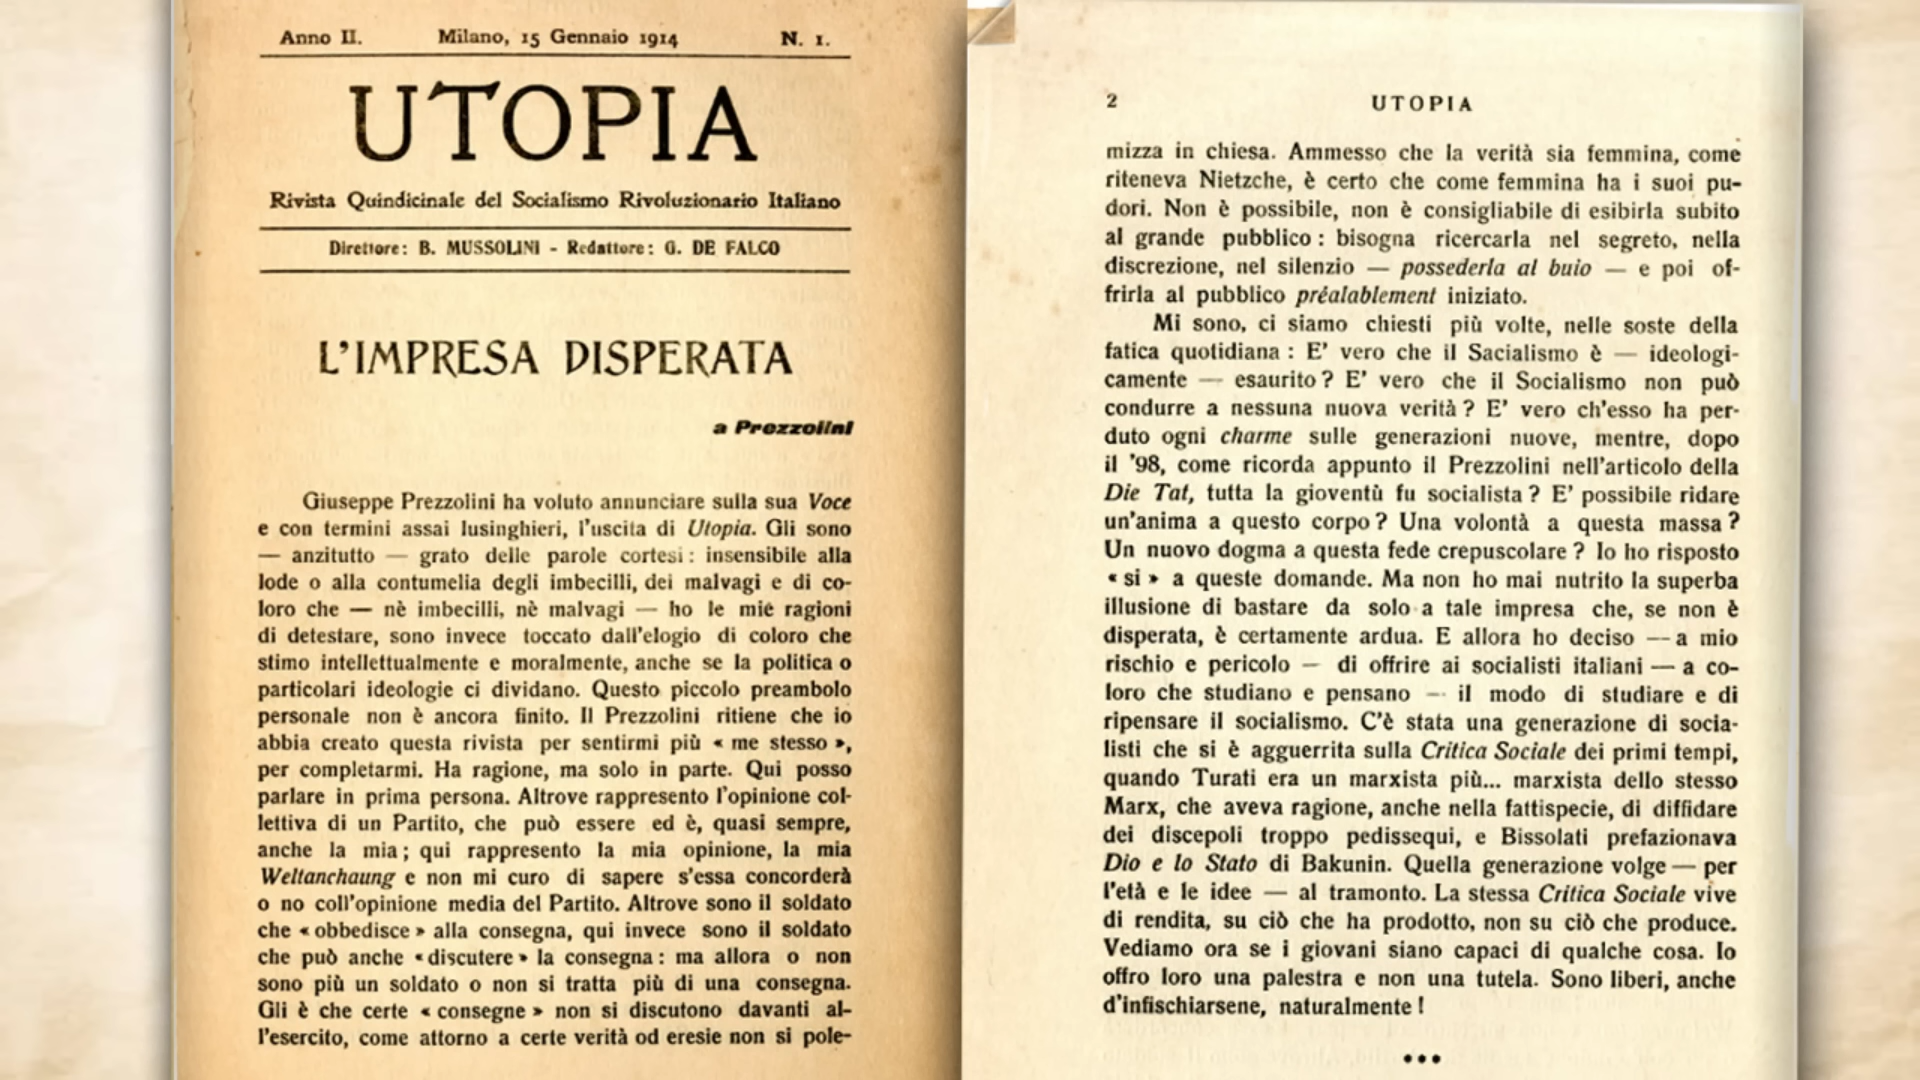 Anno II. Milano, 15 Gennaio 1914 N. 1.
UTOPIA
Rivista Quindicinale del Socialismo Rivoluzionario Italiano
Direttore: B. MUSSOLINI - Redattore: G. DE FALCO
L'IMPRESA DISPERATA
a Prezzolini
Giuseppe Prezzolini ha voluto annunciare sulla sua Voce
e con termini assai lusinghieri, l'uscita di Utopia. Gli sono
— anzitutto — grato delle parole cortesi: insensibile alla
lode o alla contumelia degli imbecilli, dei malvagi e di co-
loro che — nè imbecilli, nè malvagi — ho le mie ragioni
di detestare, sono invece toccato dall'elogio di coloro che
stimo intellettualmente e moralmente, anche se la politica o
particolari ideologie ci dividano. Questo piccolo preambolo
personale non è ancora finito. Il Prezzolini ritiene che io
abbia creato questa rivista per sentirmi più « me stesso »,
per completarmi. Ha ragione, ma solo in parte. Qui posso
parlare in prima persona. Altrove rappresento l'opinione col-
lettiva di un Partito, che può essere ed è, quasi sempre,
anche la mia; qui rappresento la mia opinione, la mia
Weltanchaung e non mi curo di sapere s'essa concorderà
o no coll'opinione media del Partito. Altrove sono il soldato
che « obbedisce » alla consegna, qui invece sono il soldato
che può anche « discutere » la consegna: ma allora o non
sono più un soldato o non si tratta più di una consegna.
Gli è che certe « consegne » non si discutono davanti al-
l'esercito, come attorno a certe verità od eresie non si pole-
2 UTOPIA
mizza in chiesa. Ammesso che la verità sia femmina, come
riteneva Nietzche, è certo che come femmina ha i suoi pu-
dori. Non è possibile, non è consigliabile di esibirla subito
al grande pubblico: bisogna ricercarla nel segreto, nella
discrezione, nel silenzio — possederla al buio — e poi of-
frirla al pubblico préalablement iniziato.
Mi sono, ci siamo chiesti più volte, nelle soste della
fatica quotidiana: E' vero che il Sacialismo è — ideologi-
camente — esaurito? E' vero che il Socialismo non può
condurre a nessuna nuova verità? E' vero ch'esso ha per-
duto ogni charme sulle generazioni nuove, mentre, dopo
il '98, come ricorda appunto il Prezzolini nell'articolo della
Die Tat, tutta la gioventù fu socialista? E' possibile ridare
un'anima a questo corpo? Una volontà a questa massa?
Un nuovo dogma a questa fede crepuscolare? Io ho risposto
« si » a queste domande. Ma non ho mai nutrito la superba
illusione di bastare da solo a tale impresa che, se non è
disperata, è certamente ardua. E allora ho deciso — a mio
rischio e pericolo — di offrire ai socialisti italiani — a co-
loro che studiano e pensano — il modo di studiare e di
ripensare il socialismo. C'è stata una generazione di socia-
listi che si è agguerrita sulla Critica Sociale dei primi tempi,
quando Turati era un marxista più... marxista dello stesso
Marx, che aveva ragione, anche nella fattispecie, di diffidare
dei discepoli troppo pedissequi, e Bissolati prefazionava
Dio e lo Stato di Bakunin. Quella generazione volge — per
l'età e le idee — al tramonto. La stessa Critica Sociale vive
di rendita, su ciò che ha prodotto, non su ciò che produce.
Vediamo ora se i giovani siano capaci di qualche cosa. Io
offro loro una palestra e non una tutela. Sono liberi, anche
d'infischiarsene, naturalmente!
•••